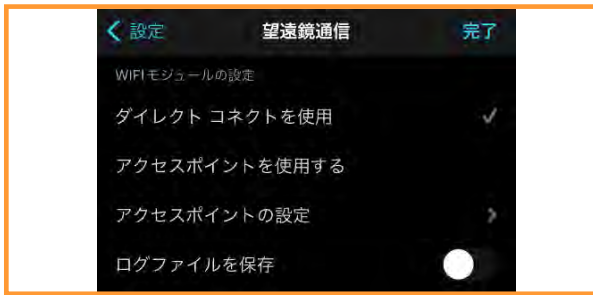 設定 望遠鏡通信 完了
WIFIモジュールの設定
ダイレクト コネクトを使用
アクセスポイントを使用する
アクセスポイントの設定
ログファイルを保存